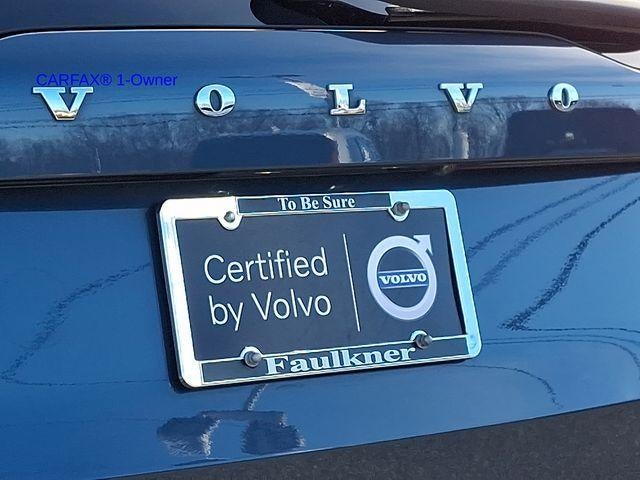 CARFAX® 1-Owner
VOLVO
To Be Sure
Certified
by Volvo
VOLVO
Faulkner